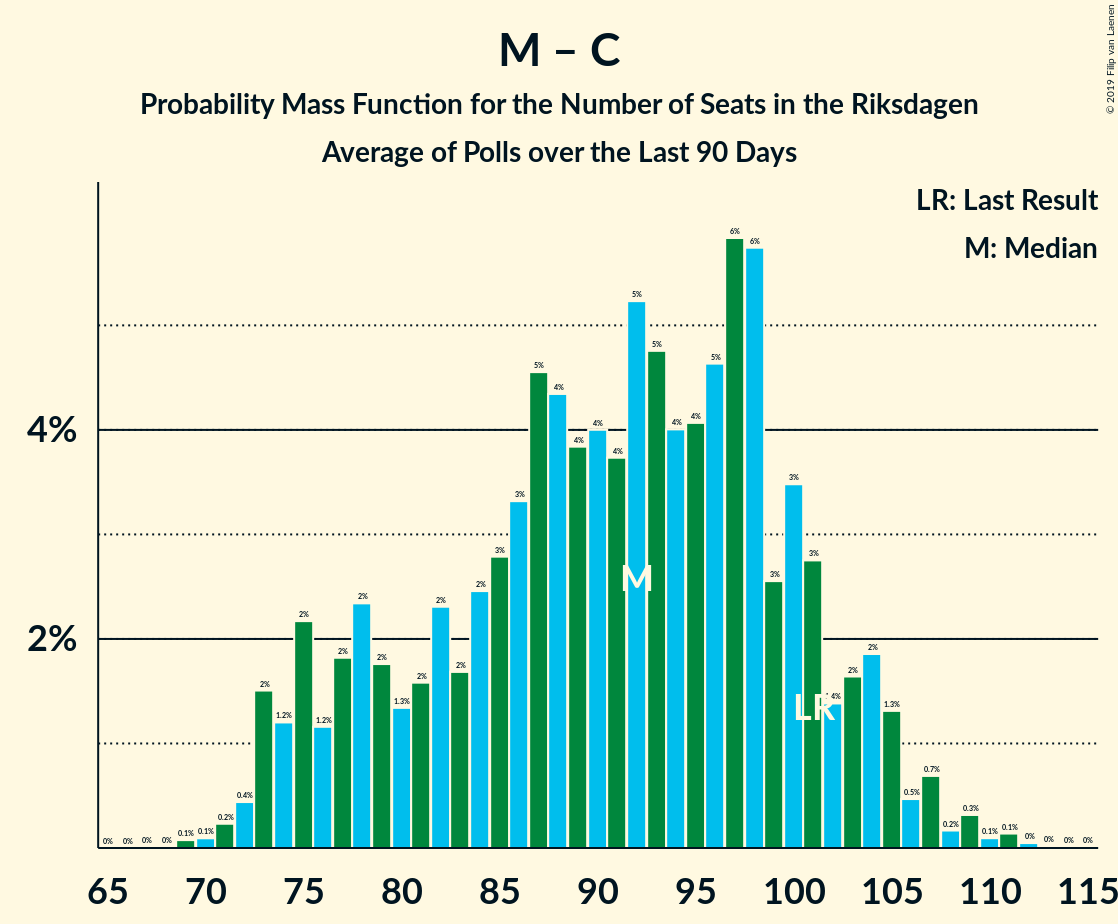 M – C
Probability Mass Function for the Number of Seats in the Riksdagen
Average of Polls over the Last 90 Days
© 2019 Filip van Laenen
LR: Last Result
M: Median
4%
2%
0% 0% 0% 0% 0.1% 0.1% 0.2% 0.4% 2% 1.2% 2% 1.2% 2% 2% 2% 1.3% 2% 2% 2% 2% 3% 3% 5% 4% 4% 4% 4% 5% 5% 4% 4% 5% 6% 6% 3% 3% 3% 4% 2% 2% 1.3% 0.5% 0.7% 0.2% 0.3% 0.1% 0.1% 0% 0% 0% 0%
M
LR
65 70 75 80 85 90 95 100 105 110 115